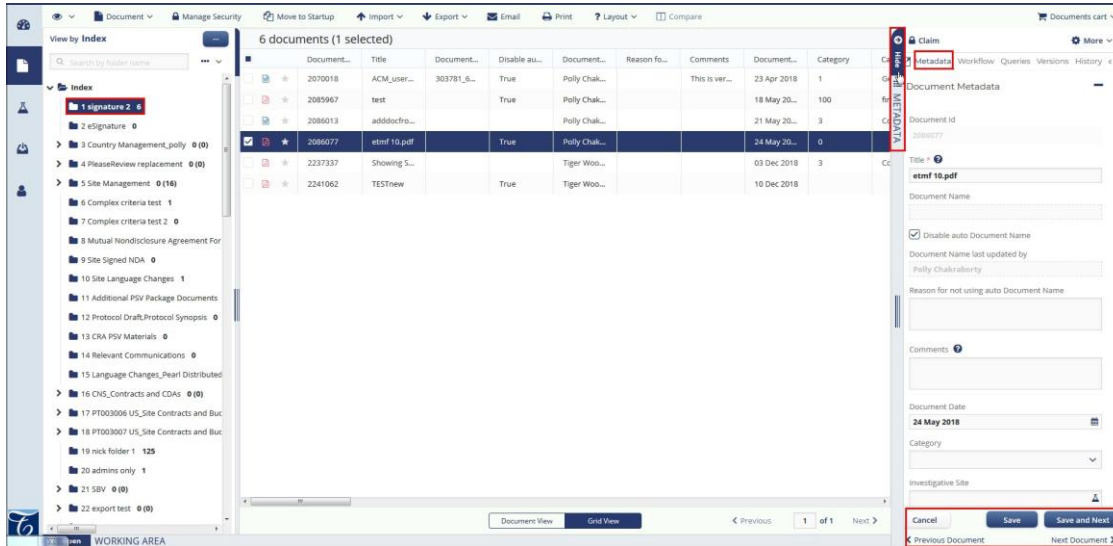 Document Manage Security Move to Startup Import Export Email Print Layout Compare Documents cart
View by Index
Search by folder name
Index
1 signature 2 6
2 eSignature 0
3 Country Management_polly 0 (0)
4 PleaseReview replacement 0 (0)
5 Site Management 0 (16)
6 Complex criteria test 1
7 Complex criteria test 2 0
8 Mutual Nondisclosure Agreement For
9 Site Signed NDA 0
10 Site Language Changes 1
11 Additional PSV Package Documents
12 Protocol Draft,Protocol Synopsis 0
13 CRA PSV Materials 0
14 Relevant Communications 0
15 Language Changes_Pearl Distributed
16 CNS_Contracts and CDAs 0 (0)
17 PT003006 US_Site Contracts and Buc
18 PT003007 US_Site Contracts and Buc
19 nick folder 1 125
20 admins only 1
21 SBV 0 (0)
22 export test 0 (0)
WORKING AREA
6 documents (1 selected)
Document... Title Document... Disable au... Document... Reason fo... Comments Document... Category Ca
2070018 ACM_user... 303781_6... True Polly Chak... This is ver... 23 Apr 2018 1
2085967 test True Polly Chak... 18 May 20... 100 fin
2086013 adddocfro... Polly Chak... 21 May 20... 3 Co
2086077 etmf 10.pdf True Polly Chak... 24 May 20... 0
2237337 Showing S... Tiger Woo... 03 Dec 2018 3 Co
2241062 TESTnew True Tiger Woo... 10 Dec 2018
Document View Grid View Previous 1 of 1 Next
Hide
METADATA
Claim More
Metadata Workflow Queries Versions History
Document Metadata
Document Id
2086077
Title *
etmf 10.pdf
Document Name
Disable auto Document Name
Document Name last updated by
Polly Chakraborty
Reason for not using auto Document Name
Comments
Document Date
24 May 2018
Category
Investigative Site
Cancel Save Save and Next
Previous Document Next Document